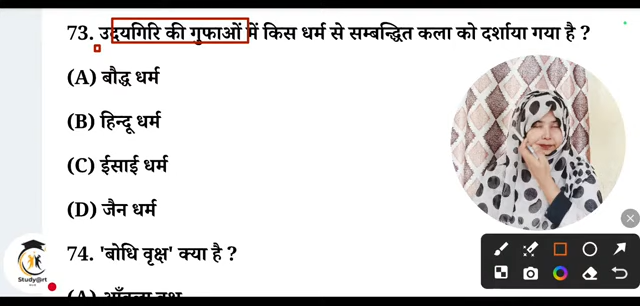 73. उदयगिरि की गुफाओं में किस धर्म से सम्बन्द्धित कला को दर्शाया गया है ?
(A) बौद्ध धर्म
(B) हिन्दू धर्म
(C) ईसाई धर्म
(D) जैन धर्म
74. 'बोधि वृक्ष' क्या है ?
Study@rt
(A)